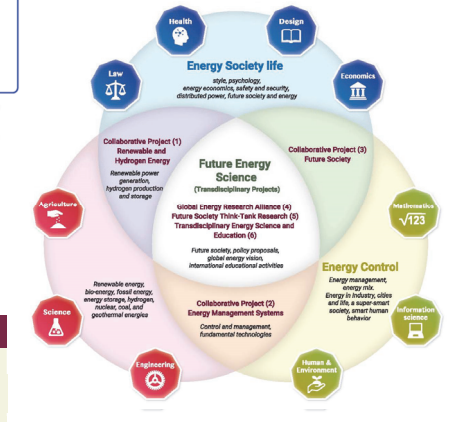 Health
Design
Law
Economics
Energy Society life
style, psychology,
energy economics, safety and security,
distributed power, future society and energy
Collaborative Project (1)
Renewable and
Hydrogen Energy
Renewable power
generation,
hydrogen production
and storage
Collaborative Project (3)
Future Society
Future Energy
Science
(Transdisciplinary Projects)
Global Energy Research Alliance (4)
Future Society Think-Tank Research (5)
Transdisciplinary Energy Science and
Education (6)
Future society, policy proposals,
global energy vision,
international educational activities
Agriculture
Mathmatics
√123
Energy Control
Energy management,
energy mix.
Energy in industry, cities
and life, a super-smart
society, smart human
behavior
Renewable energy,
bio-energy, fossil energy,
energy storage, hydrogen,
nuclear, coal, and
geothermal energies
Collaborative Project (2)
Energy Management Systems
Control and management,
fundamental technologies
Science
Information
science
Engineering
Human &
Environment